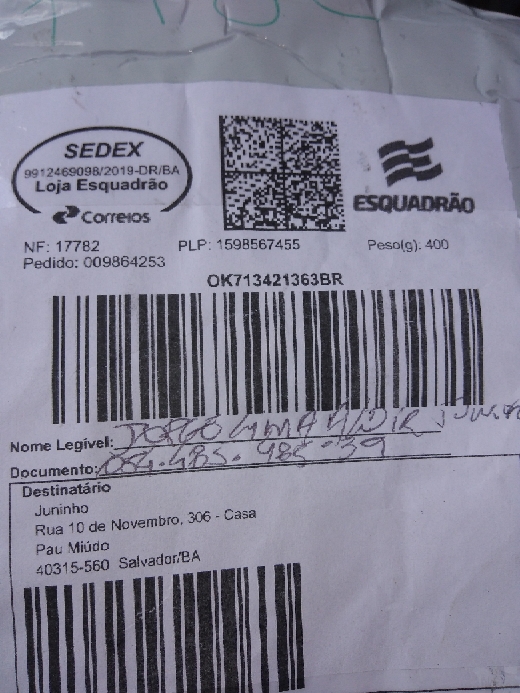 SEDEX
9912469098/2019-DR/BA
Loja Esquadrão
Correios
ESQUADRÃO
NF: 17782 PLP: 1598567455 Peso(g): 400
Pedido: 009864253
OK713421363BR
Nome Legível:
Documento:
Destinatário
Juninho
Rua 10 de Novembro, 306 - Casa
Pau Miúdo
40315-560 Salvador/BA